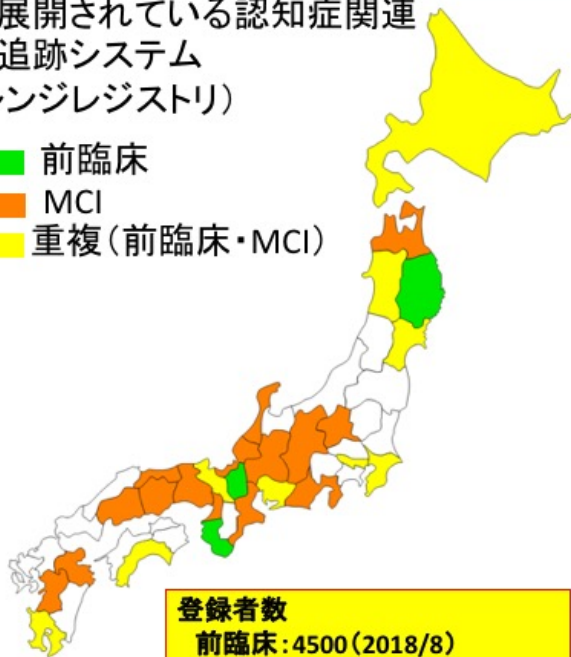 展開されている認知症関連
追跡システム
ンジレジストリ）
前臨床
MCI
重複（前臨床・MCI）
登録者数
前臨床：4500（2018/8）